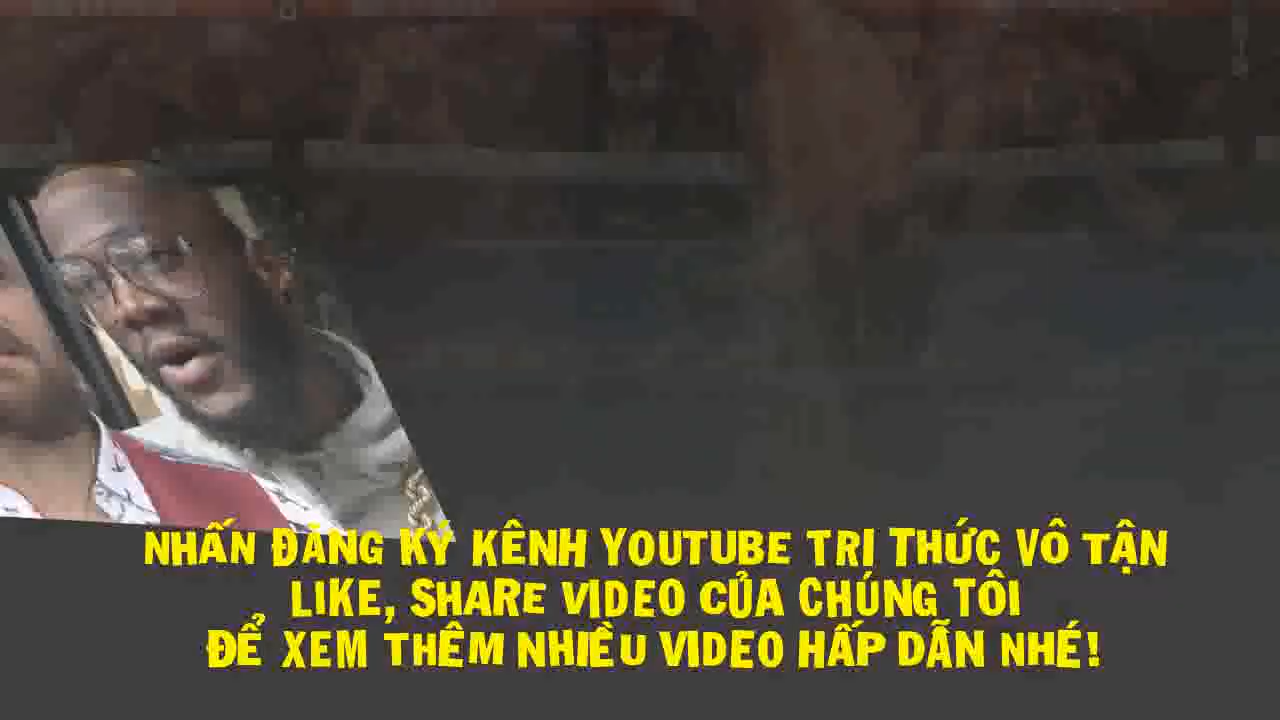 NHẤN ĐĂNG KÝ KÊNH YOUTUBE TRI THỨC VÔ TẬN
LIKE, SHARE VIDEO CỦA CHÚNG TÔI
ĐỂ XEM THÊM NHIỀU VIDEO HẤP DẪN NHÉ!